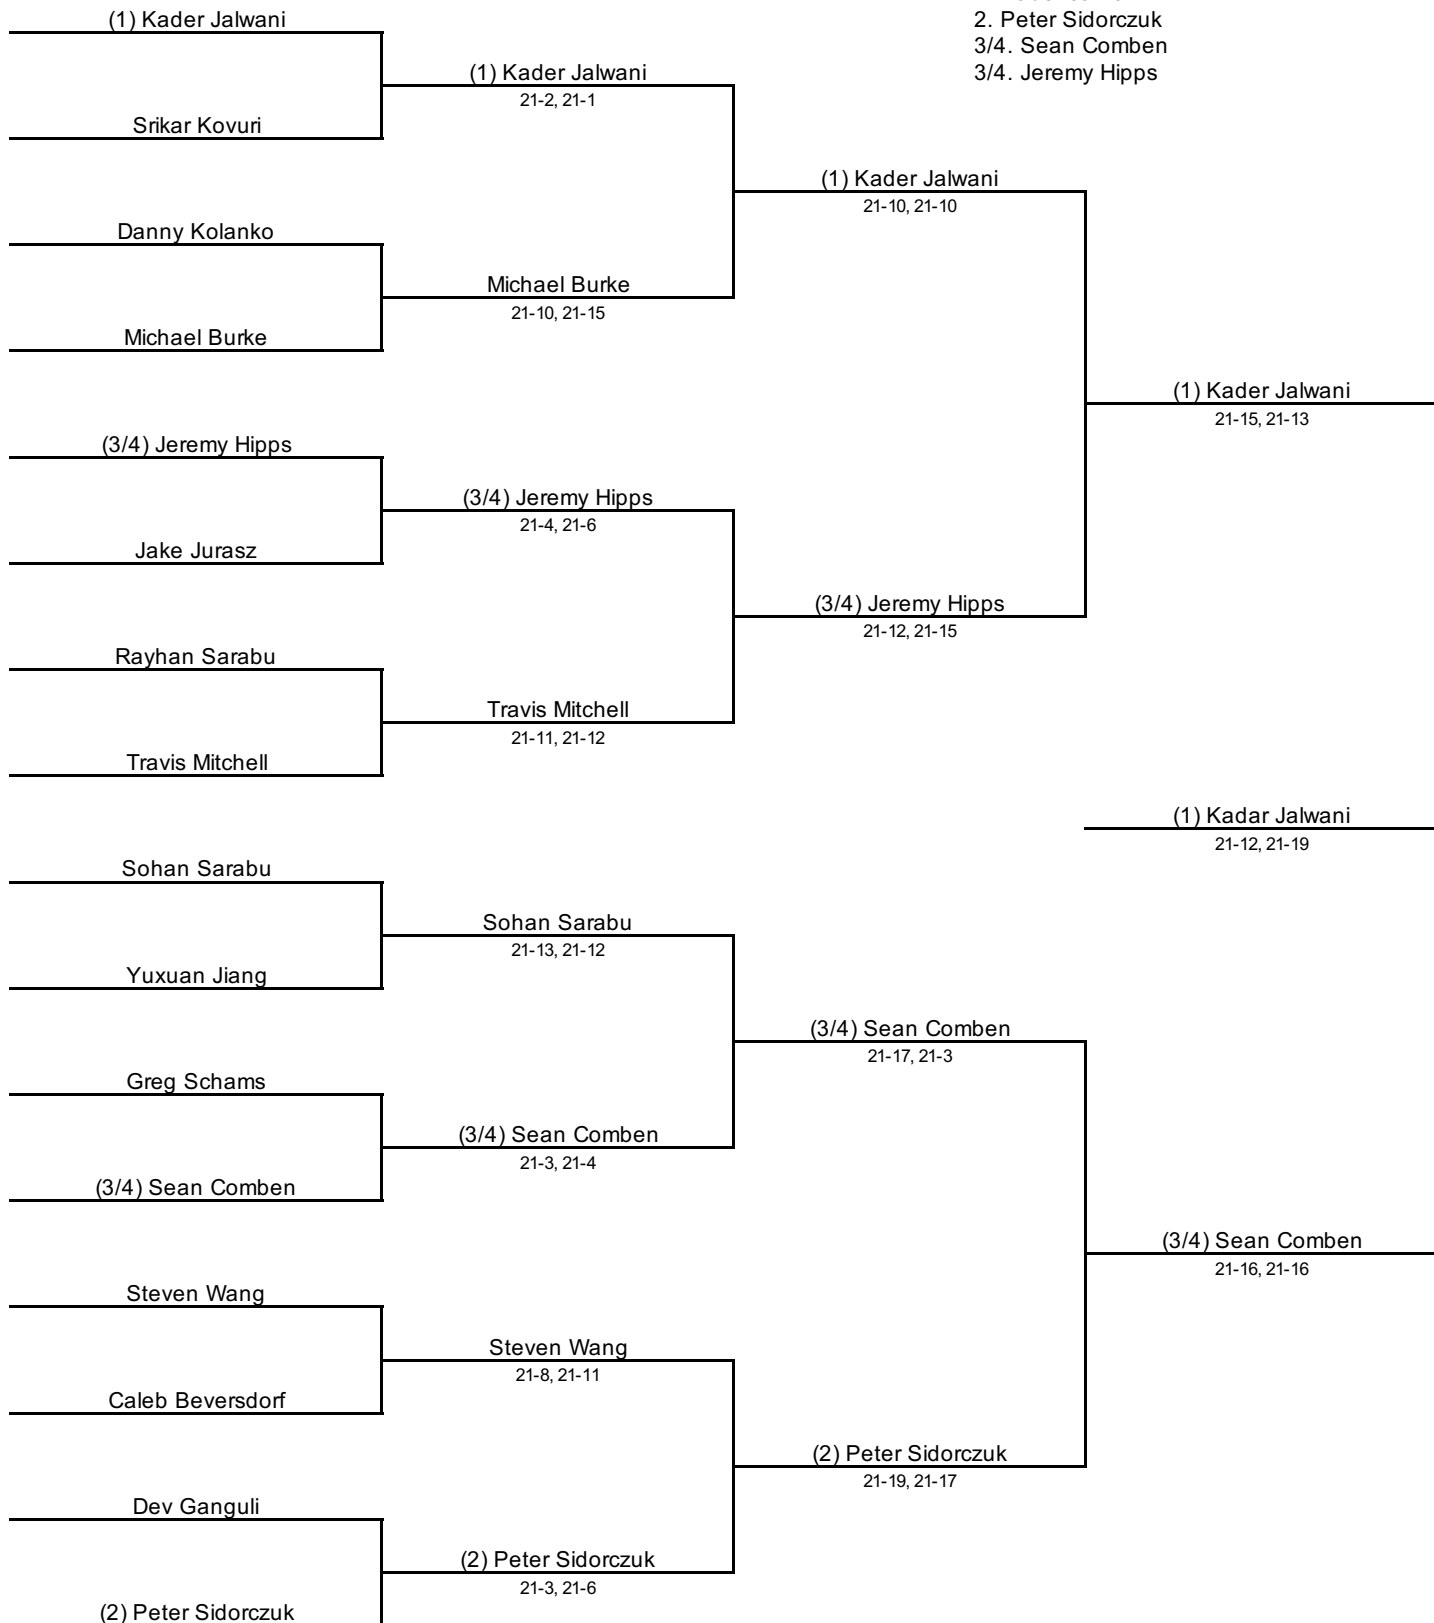 2. Peter Sidorczuk
3/4. Sean Comben
3/4. Jeremy Hipps
(1) Kader Jalwani
(1) Kader Jalwani
21-2, 21-1
Srikar Kovuri
(1) Kader Jalwani
21-10, 21-10
Danny Kolanko
Michael Burke
21-10, 21-15
Michael Burke
(1) Kader Jalwani
21-15, 21-13
(3/4) Jeremy Hipps
(3/4) Jeremy Hipps
21-4, 21-6
Jake Jurasz
(3/4) Jeremy Hipps
21-12, 21-15
Rayhan Sarabu
Travis Mitchell
21-11, 21-12
Travis Mitchell
(1) Kadar Jalwani
21-12, 21-19
Sohan Sarabu
Sohan Sarabu
21-13, 21-12
Yuxuan Jiang
(3/4) Sean Comben
21-17, 21-3
Greg Schams
(3/4) Sean Comben
21-3, 21-4
(3/4) Sean Comben
(3/4) Sean Comben
21-16, 21-16
Steven Wang
Steven Wang
21-8, 21-11
Caleb Beversdorf
(2) Peter Sidorczuk
21-19, 21-17
Dev Ganguli
(2) Peter Sidorczuk
21-3, 21-6
(2) Peter Sidorczuk